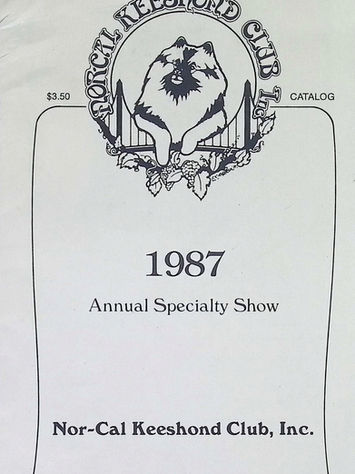 NORCAL KEESHOND CLUB Inc.
$3.50
CATALOG
1987
Annual Specialty Show
Nor-Cal Keeshond Club, Inc.